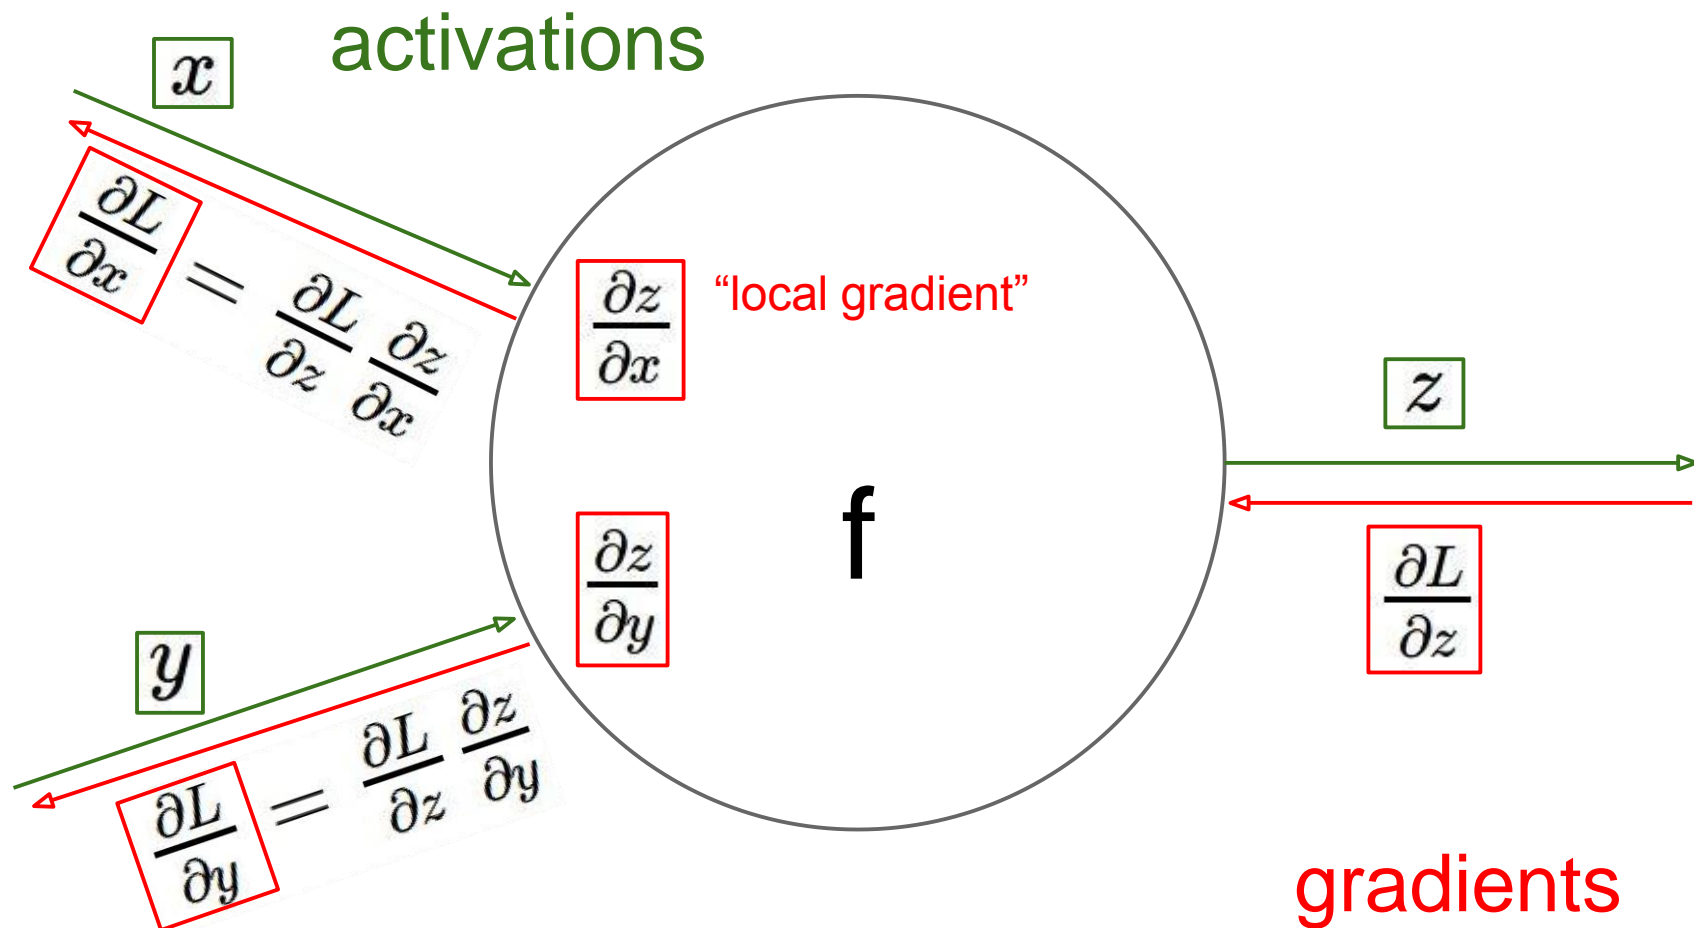 activations
x
∂L/∂x = ∂L/∂z ∂z/∂x
∂z/∂x “local gradient”
z
f
∂z/∂y
∂L/∂z
y
∂L/∂y = ∂L/∂z ∂z/∂y
gradients